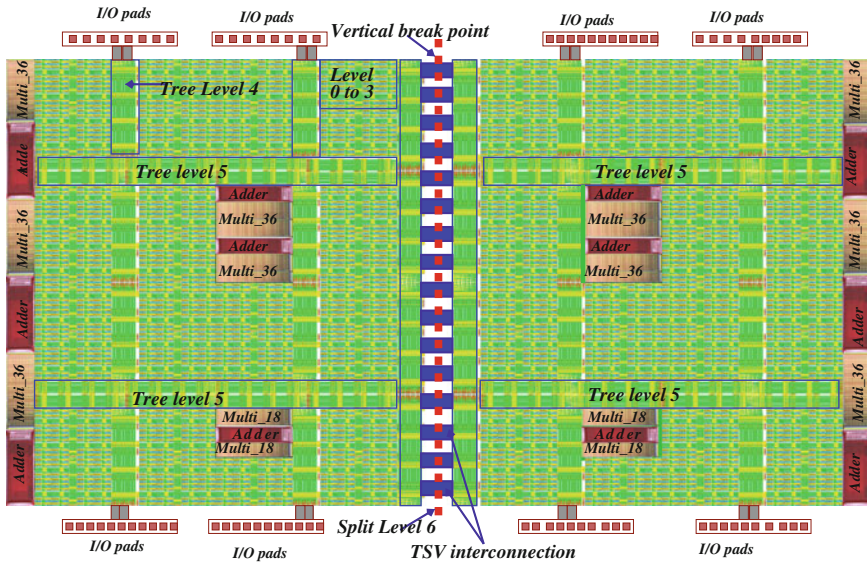 I/O pads
I/O pads
Vertical break point
I/O pads
I/O pads
Multi_36
Tree Level 4
Level
0 to 3
Multi_36
Adde
Tree level 5
Tree level 5
Adder
Adder
Multi_36
Adder
Multi_36
Multi_36
Adder
Multi_36
Adder
Multi_36
Adder
Multi_36
Adder
Adder
Multi_36
Tree level 5
Tree level 5
Multi_36
Multi_18
Adder
Multi_18
Multi_18
Adder
Multi_18
Adder
Adder
I/O pads
I/O pads
Split Level 6
TSV interconnection
I/O pads
I/O pads